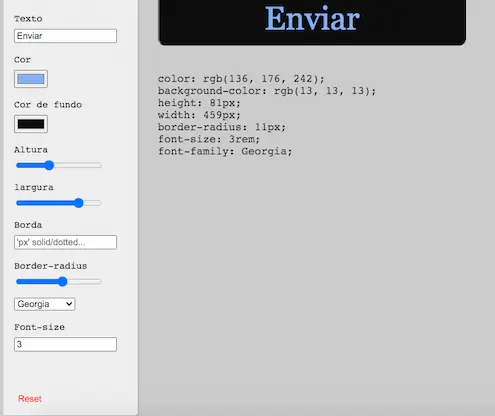 Texto
Enviar
Cor
Cor de fundo
Altura
largura
Borda
'px' solid/dotted...
Border-radius
Georgia
Font-size
3
Reset
Enviar
color: rgb(136, 176, 242);
background-color: rgb(13, 13, 13);
height: 81px;
width: 459px;
border-radius: 11px;
font-size: 3rem;
font-family: Georgia;